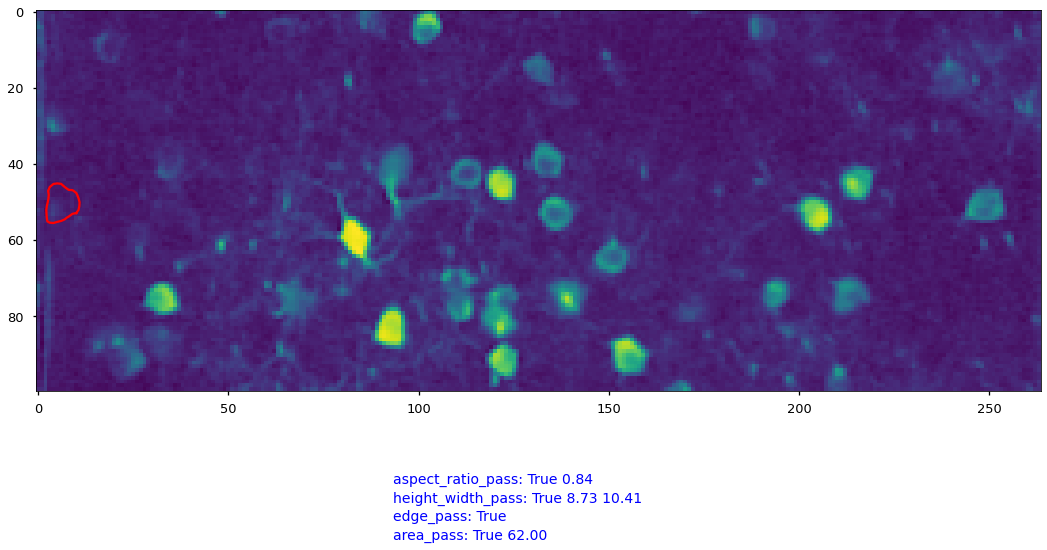 0
20
40
60
80
0 50 100 150 200 250
aspect_ratio_pass: True 0.84
height_width_pass: True 8.73 10.41
edge_pass: True
area_pass: True 62.00